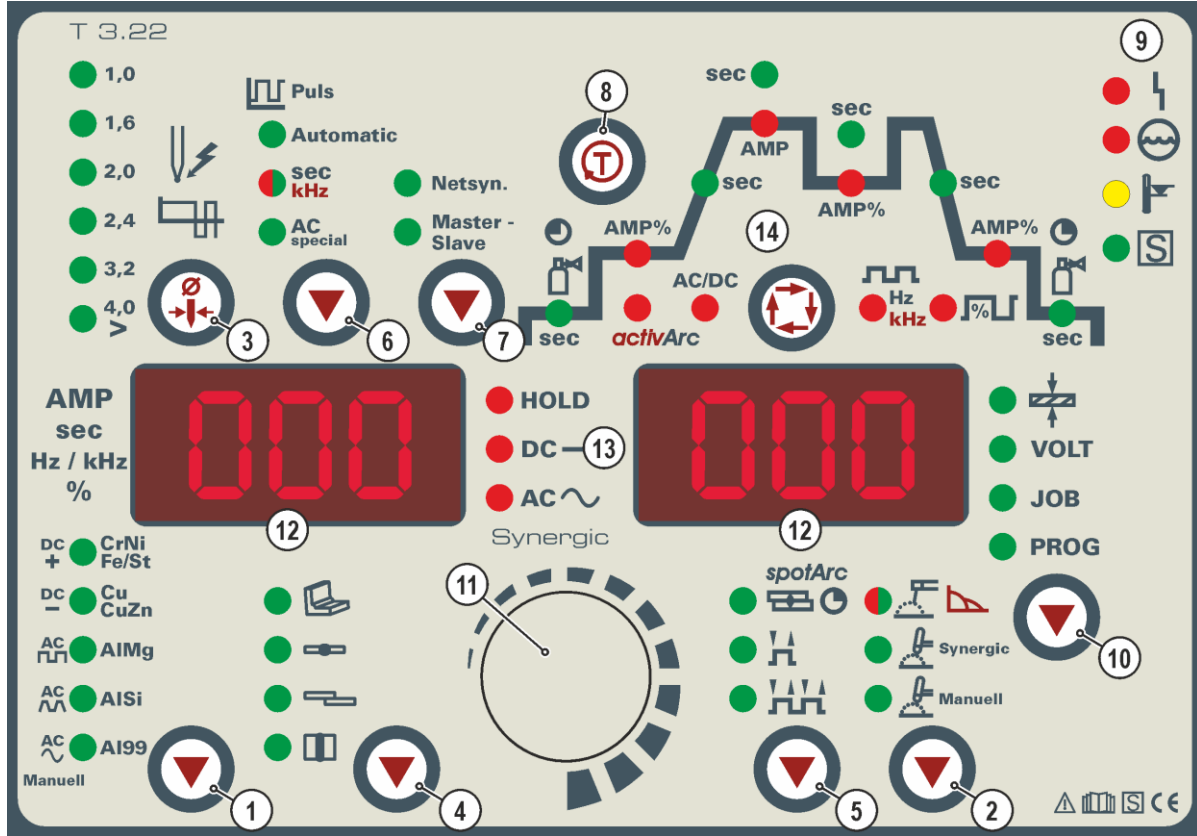 T 3.22
9
1,0
1,6
2,0
2,4
3,2
4,0
>
Puls
Automatic
sec
kHz
AC
special
Netsyn.
Master -
Slave
3
6
7
8
T
sec
AMP
sec
AMP%
sec
sec
AMP%
AMP%
14
AC/DC
activArc
Hz
kHz
%
sec
sec
S
AMP
sec
Hz / kHz
%
000
12
HOLD
DC
13
AC
Synergic
000
12
VOLT
JOB
PROG
10
DC
+
CrNi
Fe/St
DC
–
Cu
CuZn
AC
AlMg
AC
AlSi
AC
Al99
Manuell
1
4
11
spotArc
Synergic
Manuell
5
2
S CE